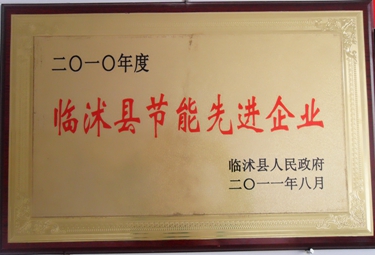 二〇一〇年度
临沭县节能先进企业
临沭县人民政府
二〇一一年八月